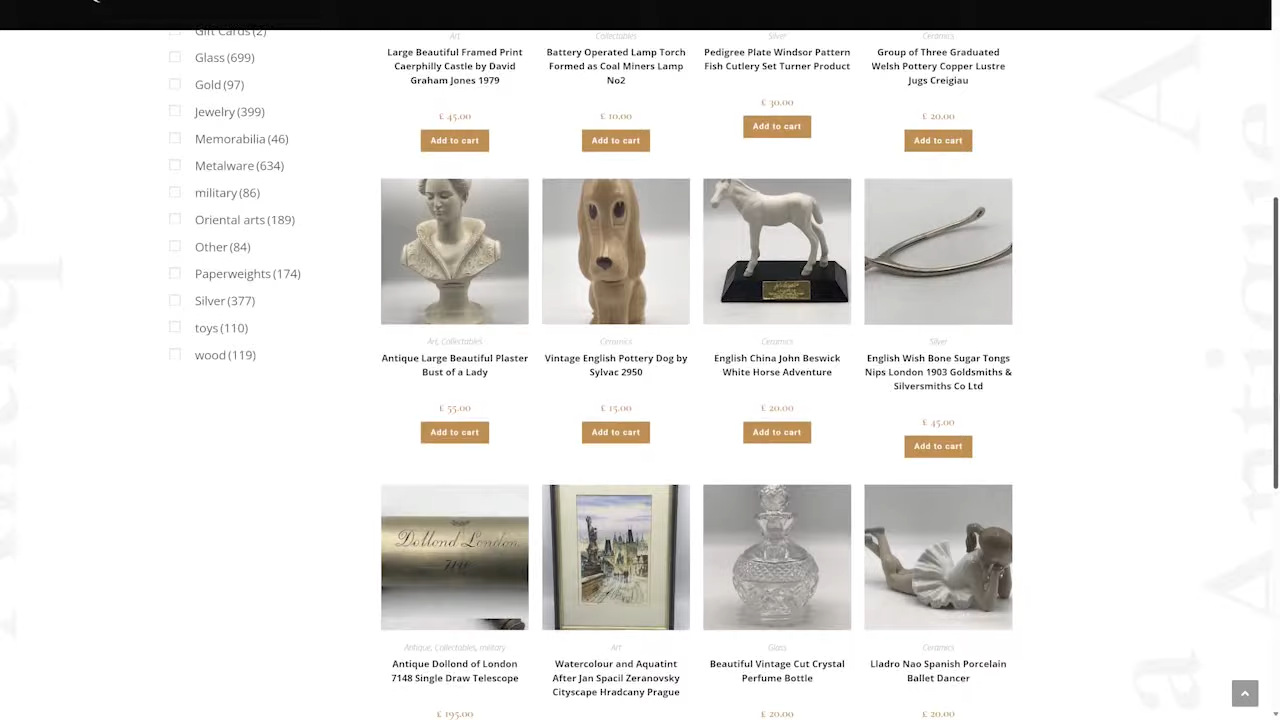 Gift Cards (2)
Glass (699)
Gold (97)
Jewelry (399)
Memorabilia (46)
Metalware (634)
military (86)
Oriental arts (189)
Other (84)
Paperweights (174)
Silver (377)
toys (110)
wood (119)
Art
Large Beautiful Framed Print
Caerphilly Castle by David
Graham Jones 1979
£ 45.00
Add to cart
Collectables
Battery Operated Lamp Torch
Formed as Coal Miners Lamp
No2
£ 10.00
Add to cart
Silver
Pedigree Plate Windsor Pattern
Fish Cutlery Set Turner Product
£ 30.00
Add to cart
Ceramics
Group of Three Graduated
Welsh Pottery Copper Lustre
Jugs Creigiau
£ 20.00
Add to cart
Art, Collectables
Antique Large Beautiful Plaster
Bust of a Lady
£ 55.00
Add to cart
Ceramics
Vintage English Pottery Dog by
Sylvac 2950
£ 15.00
Add to cart
Ceramics
English China John Beswick
White Horse Adventure
£ 20.00
Add to cart
Silver
English Wish Bone Sugar Tongs
Nips London 1903 Goldsmiths &
Silversmiths Co Ltd
£ 45.00
Add to cart
Dollond London
Antique, Collectables, military
Antique Dollond of London
7148 Single Draw Telescope
£ 195.00
Art
Watercolour and Aquatint
After Jan Spacil Zeranovsky
Cityscape Hradcany Prague
Glass
Beautiful Vintage Cut Crystal
Perfume Bottle
£ 20.00
Ceramics
Lladro Nao Spanish Porcelain
Ballet Dancer
£ 20.00